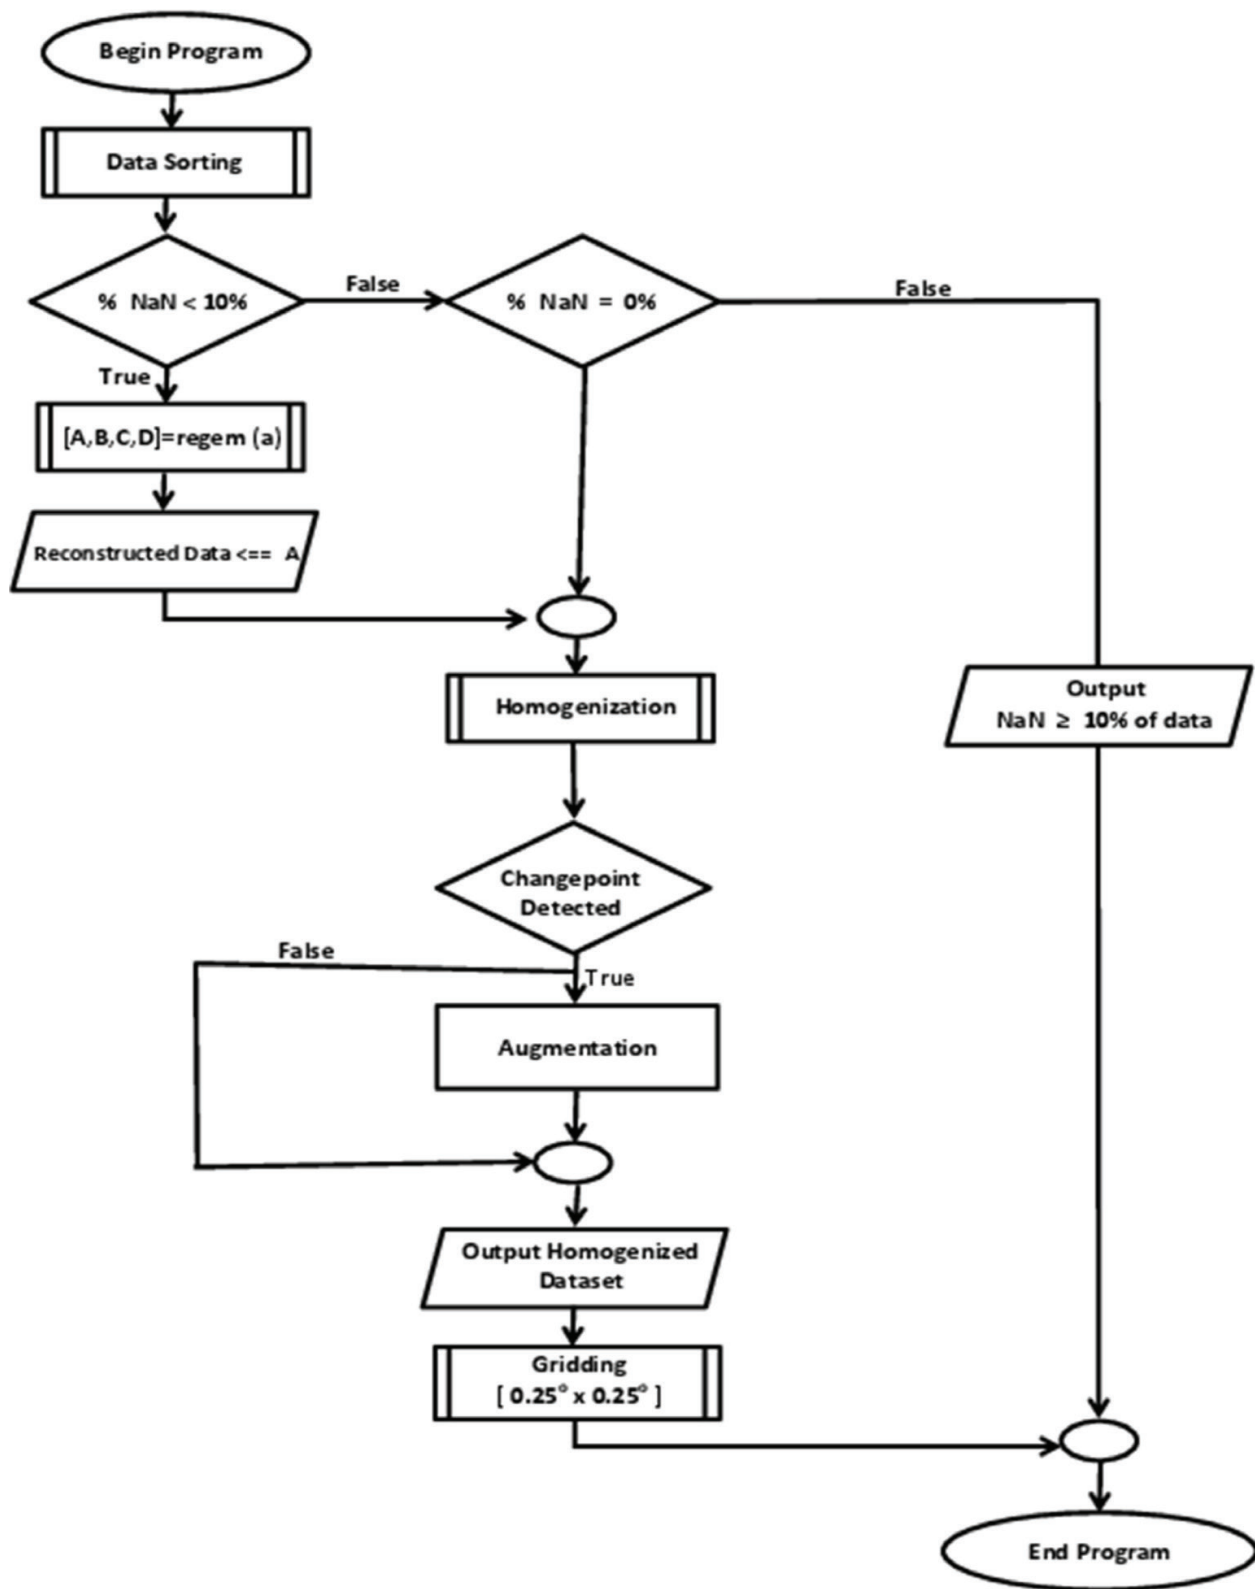 Begin Program
Data Sorting
% NaN < 10%
False
% NaN = 0%
False
True
[A,B,C,D]=regem (a)
Reconstructed Data <== A
Homogenization
Output
NaN ≥ 10% of data
Changepoint
Detected
False
True
Augmentation
Output Homogenized
Dataset
Gridding
[ 0.25° x 0.25° ]
End Program